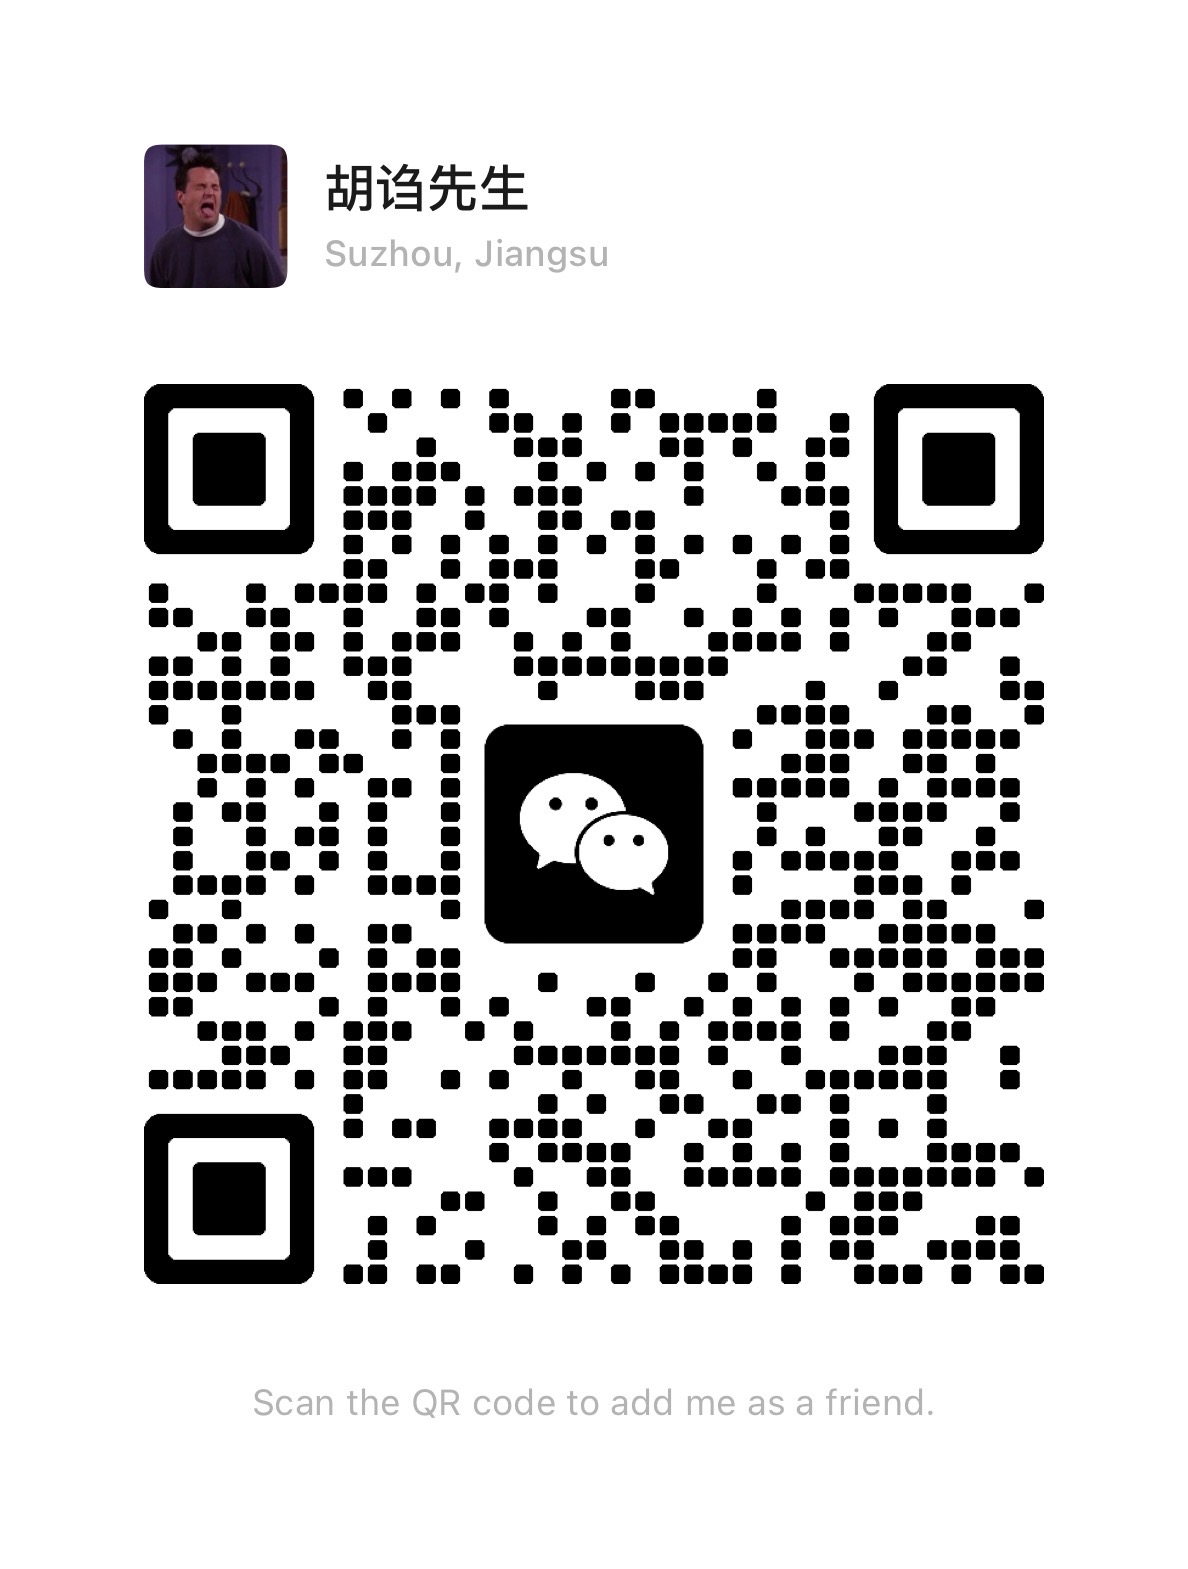 胡诌先生
Suzhou, Jiangsu
Scan the QR code to add me as a friend.